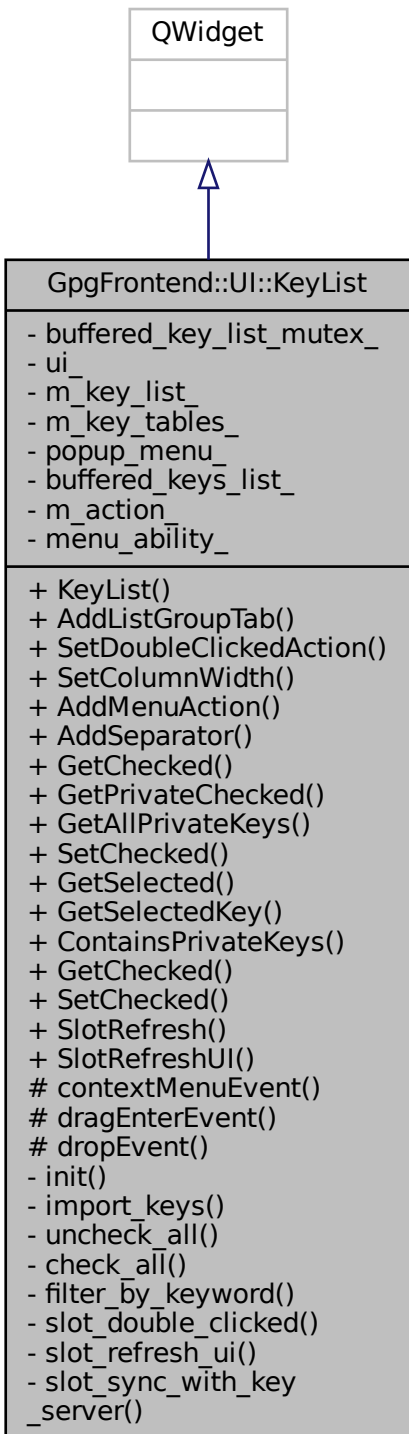 QWidget
GpgFrontend::UI::KeyList
- buffered_key_list_mutex_
- ui_
- m_key_list_
- m_key_tables_
- popup_menu_
- buffered_keys_list_
- m_action_
- menu_ability_
+ KeyList()
+ AddListGroupTab()
+ SetDoubleClickedAction()
+ SetColumnWidth()
+ AddMenuAction()
+ AddSeparator()
+ GetChecked()
+ GetPrivateChecked()
+ GetAllPrivateKeys()
+ SetChecked()
+ GetSelected()
+ GetSelectedKey()
+ ContainsPrivateKeys()
+ GetChecked()
+ SetChecked()
+ SlotRefresh()
+ SlotRefreshUI()
# contextMenuEvent()
# dragEnterEvent()
# dropEvent()
- init()
- import_keys()
- uncheck_all()
- check_all()
- filter_by_keyword()
- slot_double_clicked()
- slot_refresh_ui()
- slot_sync_with_key
_server()